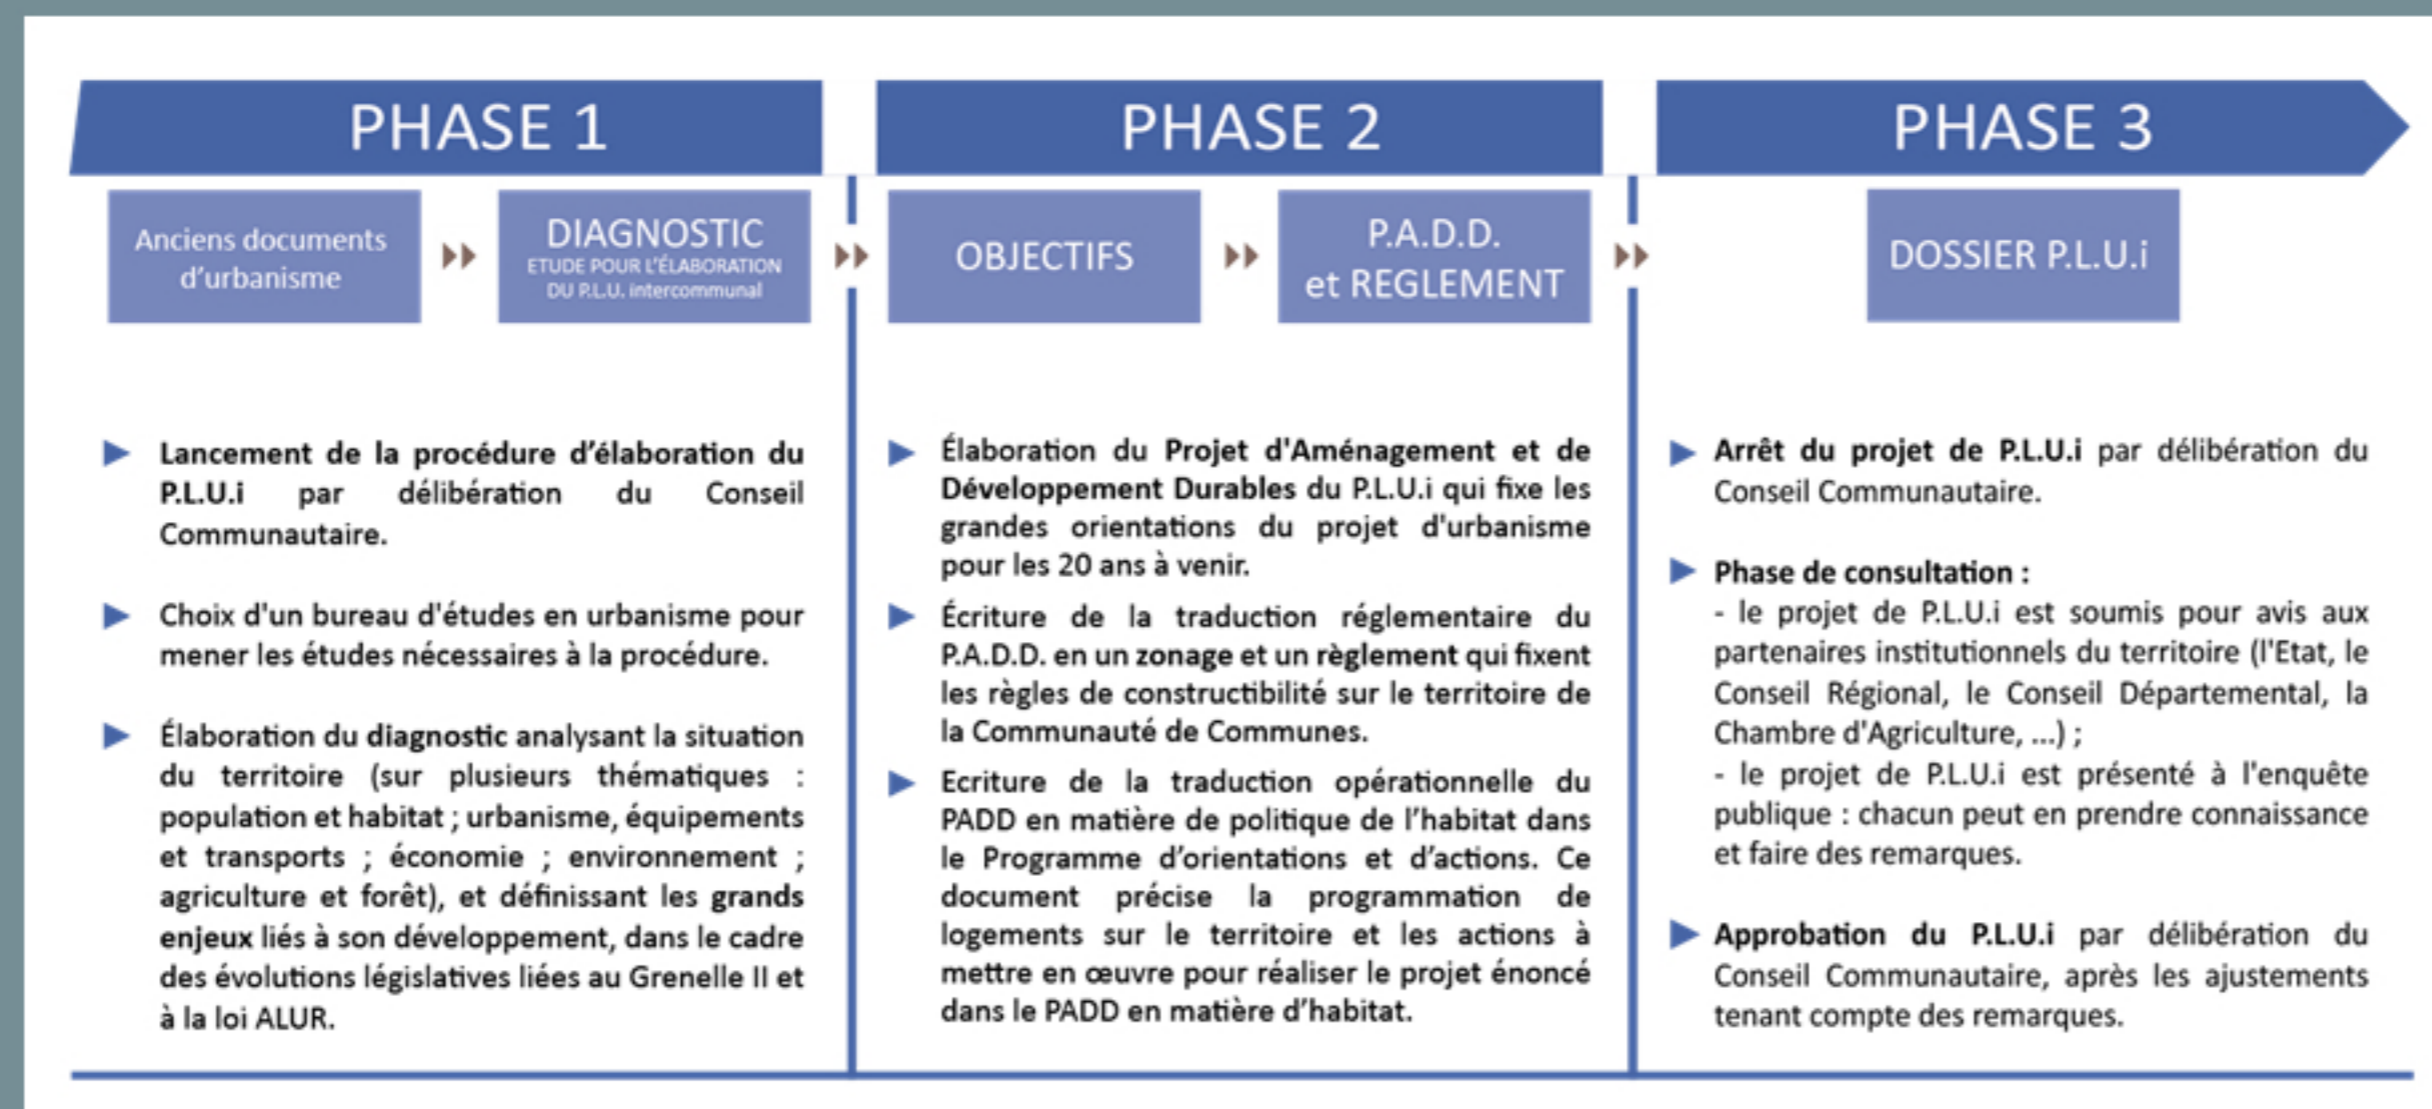 PHASE 1
Anciens documents
d'urbanisme
DIAGNOSTIC
ETUDE POUR L'ÉLABORATION
DU P.L.U. intercommunal
Lancement de la procédure d'élaboration du
P.L.U.i par délibération du Conseil
Communautaire.
Choix d'un bureau d'études en urbanisme pour
mener les études nécessaires à la procédure.
Élaboration du diagnostic analysant la situation
du territoire (sur plusieurs thématiques :
population et habitat ; urbanisme, équipements
et transports ; économie ; environnement ;
agriculture et forêt), et définissant les grands
enjeux liés à son développement, dans le cadre
des évolutions législatives liées au Grenelle II et
à la loi ALUR.
PHASE 2
OBJECTIFS
P.A.D.D.
et REGLEMENT
Élaboration du Projet d'Aménagement et de
Développement Durables du P.L.U.i qui fixe les
grandes orientations du projet d'urbanisme
pour les 20 ans à venir.
Écriture de la traduction réglementaire du
P.A.D.D. en un zonage et un règlement qui fixent
les règles de constructibilité sur le territoire de
la Communauté de Communes.
Ecriture de la traduction opérationnelle du
PADD en matière de politique de l'habitat dans
le Programme d'orientations et d'actions. Ce
document précise la programmation de
logements sur le territoire et les actions à
mettre en œuvre pour réaliser le projet énoncé
dans le PADD en matière d'habitat.
PHASE 3
DOSSIER P.L.U.i
Arrêt du projet de P.L.U.i par délibération du
Conseil Communautaire.
Phase de consultation :
- le projet de P.L.U.i est soumis pour avis aux
partenaires institutionnels du territoire (l'Etat, le
Conseil Régional, le Conseil Départemental, la
Chambre d'Agriculture, ...) ;
- le projet de P.L.U.i est présenté à l'enquête
publique : chacun peut en prendre connaissance
et faire des remarques.
Approbation du P.L.U.i par délibération du
Conseil Communautaire, après les ajustements
tenant compte des remarques.